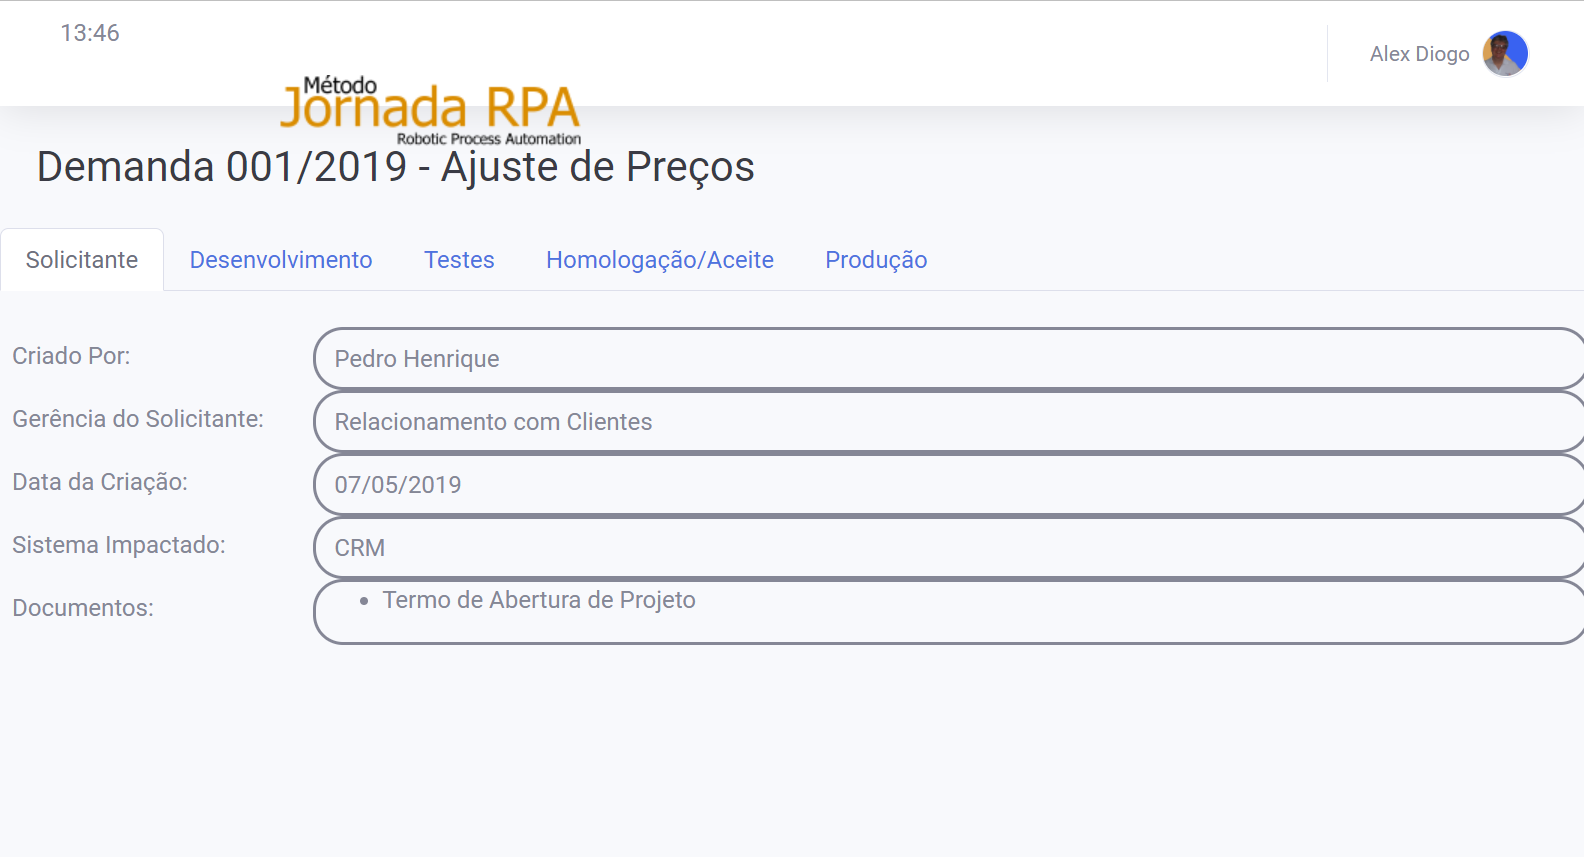 13:46
Alex Diogo
Método
Jornada RPA
Robotic Process Automation
Demanda 001/2019 - Ajuste de Preços
Solicitante Desenvolvimento Testes Homologação/Aceite Produção
Criado Por: Pedro Henrique
Gerência do Solicitante: Relacionamento com Clientes
Data da Criação: 07/05/2019
Sistema Impactado: CRM
Documentos: • Termo de Abertura de Projeto